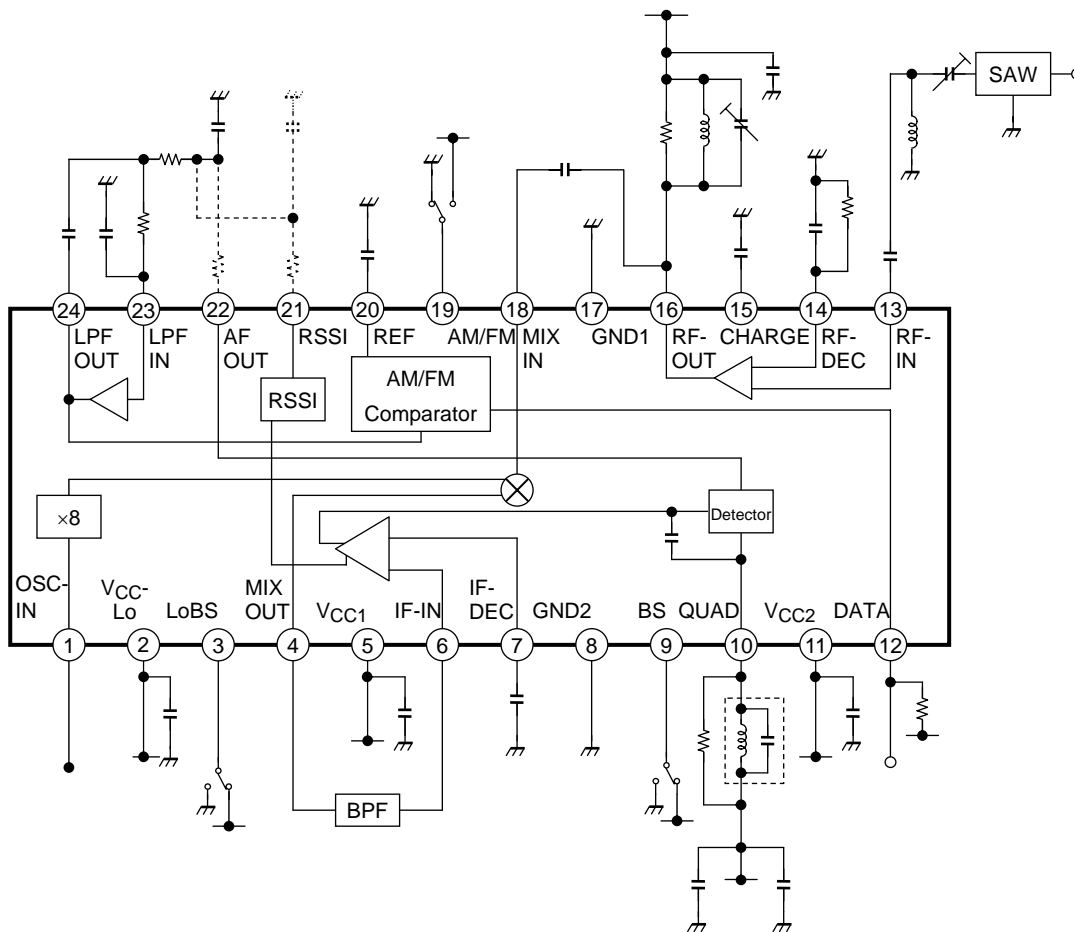 SAW
24 23 22 21 20 19 18 17 16 15 14 13
LPF OUT
LPF IN
AF OUT
RSSI
REF
AM/FM
MIX IN
GND1
RF-OUT
CHARGE
RF-DEC
RF-IN
RSSI
AM/FM
Comparator
×8
Detector
OSC-IN
VCC-Lo
LoBS
MIX OUT
VCC1
IF-IN
IF-DEC
GND2
BS
QUAD
VCC2
DATA
1 2 3 4 5 6 7 8 9 10 11 12
BPF